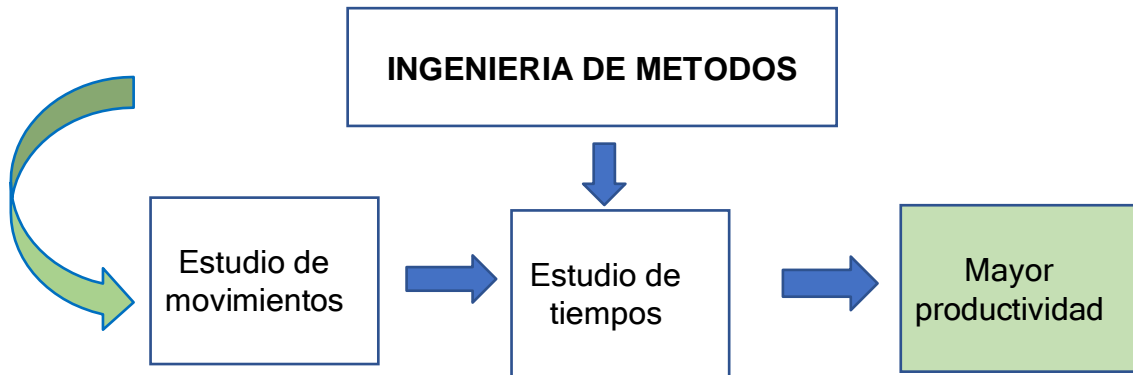 INGENIERIA DE METODOS
Estudio de
movimientos
Estudio de
tiempos
Mayor
productividad